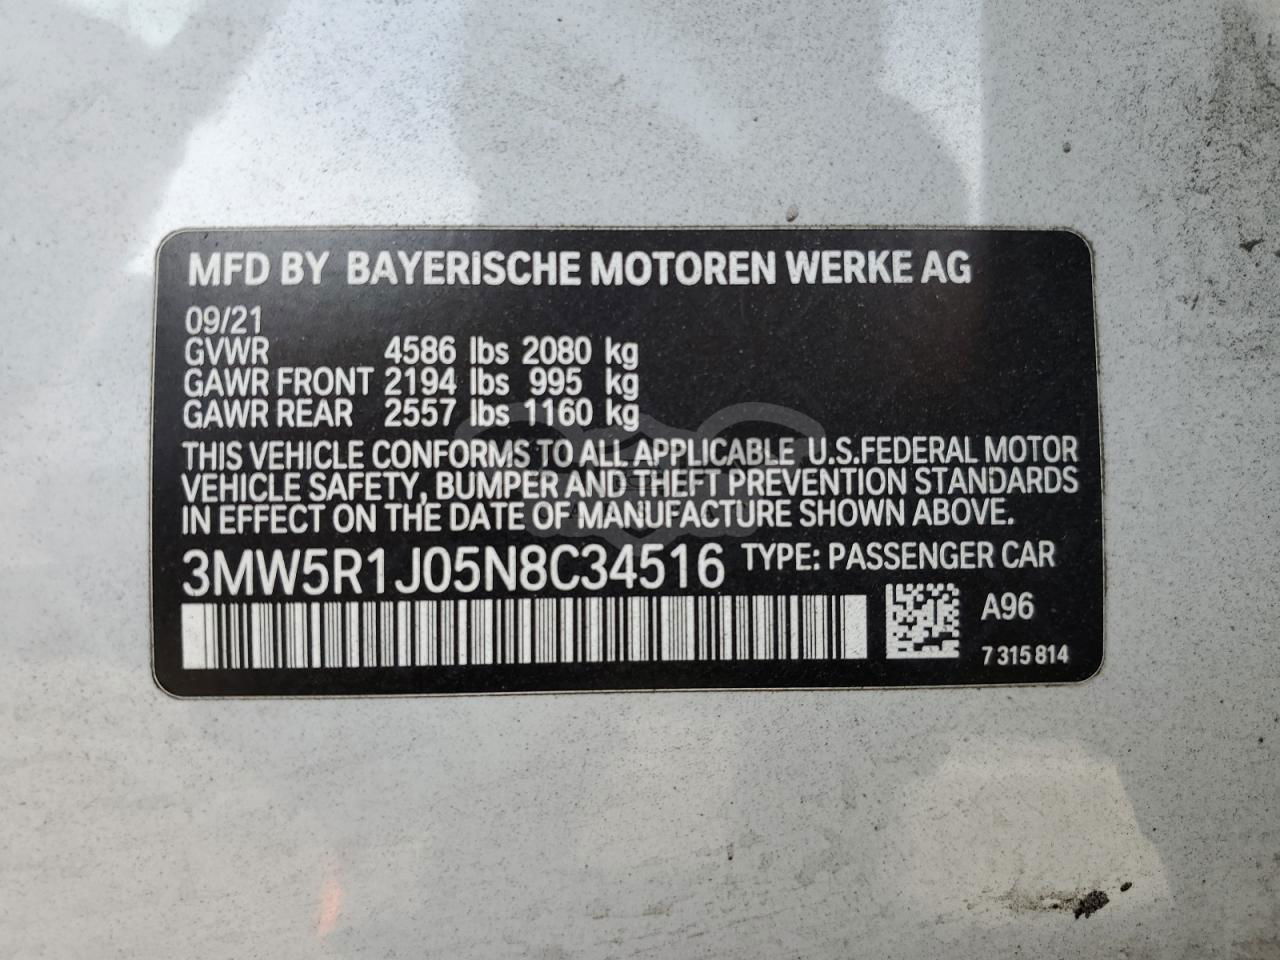 MFD BY BAYERISCHE MOTOREN WERKE AG
09/21
GVWR 4586 lbs 2080 kg
GAWR FRONT 2194 lbs 995 kg
GAWR REAR 2557 lbs 1160 kg
THIS VEHICLE CONFORMS TO ALL APPLICABLE U.S.FEDERAL MOTOR
VEHICLE SAFETY, BUMPER AND THEFT PREVENTION STANDARDS
IN EFFECT ON THE DATE OF MANUFACTURE SHOWN ABOVE.
3MW5R1J05N8C34516 TYPE: PASSENGER CAR
A96
7 315 814